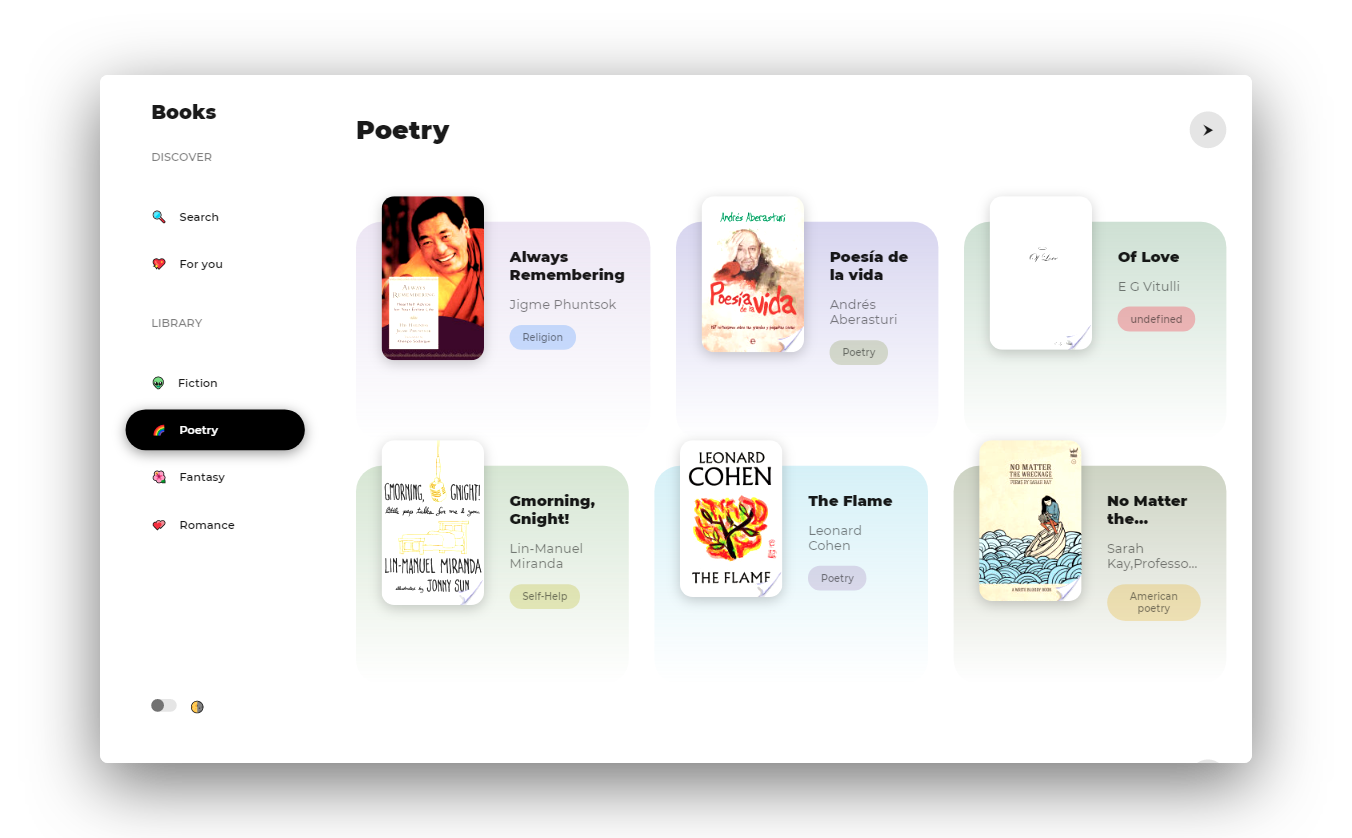 Books
DISCOVER
Search
For you
LIBRARY
Fiction
Poetry
Fantasy
Romance
Poetry
ALWAYS
REMEMBERING
Always
Remembering
Jigme Phuntsok
Religion
Andrés Aberasturi
Poesía
de la
vida
e
Poesía de
la vida
Andrés
Aberasturi
Poetry
Of Love
Of Love
E G Vitulli
undefined
GMORNING, GNIGHT!
little pep talks for me & you
LIN-MANUEL MIRANDA
illustrated by JONNY SUN
Gmorning,
Gnight!
Lin-Manuel
Miranda
Self-Help
LEONARD
COHEN
THE FLAME
The Flame
Leonard
Cohen
Poetry
NO MATTER
THE WRECKAGE
POEMS BY SARAH KAY
No Matter
the...
Sarah
Kay,Professo...
American
poetry